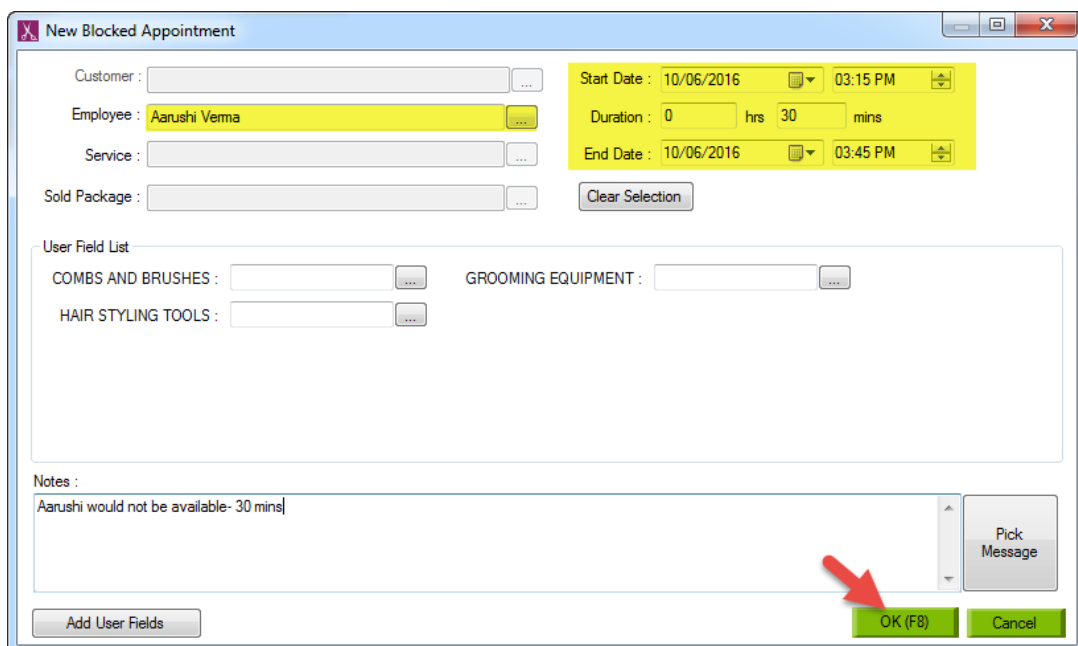 New Blocked Appointment
Customer : ...
Start Date : 10/06/2016 03:15 PM
Employee : Aarushi Verma ...
Duration : 0 hrs 30 mins
Service : ...
End Date : 10/06/2016 03:45 PM
Sold Package : ...
Clear Selection
User Field List
COMBS AND BRUSHES : ...
GROOMING EQUIPMENT : ...
HAIR STYLING TOOLS : ...
Notes :
Aarushi would not be available- 30 mins
Pick
Message
Add User Fields
OK (F8)
Cancel